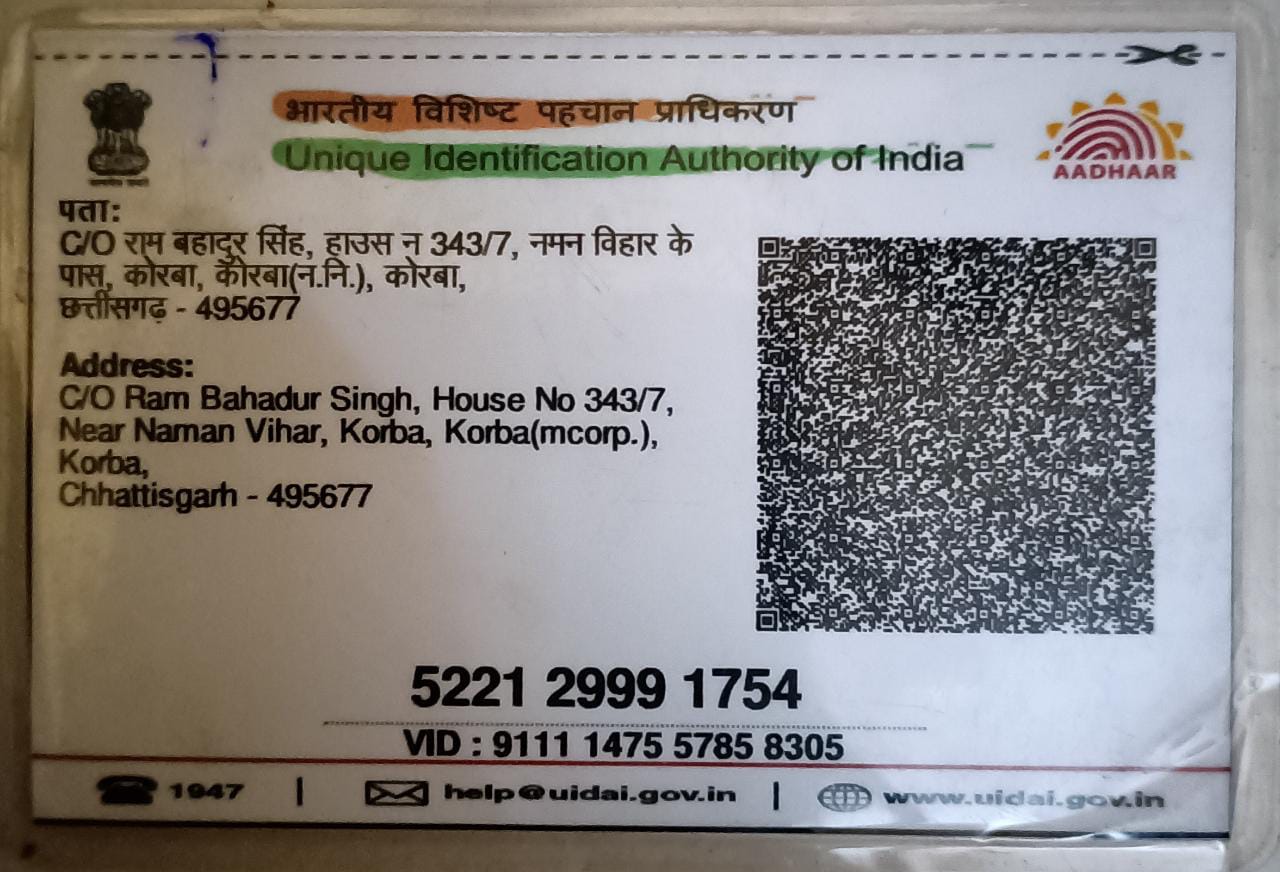 भारतीय विशिष्ट पहचान प्राधिकरण
Unique Identification Authority of India
AADHAAR
पता:
C/O राम बहादुर सिंह, हाउस न 343/7, नमन विहार के
पास, कोरबा, कोरबा(न.नि.), कोरबा,
छत्तीसगढ़ - 495677
Address:
C/O Ram Bahadur Singh, House No 343/7,
Near Naman Vihar, Korba, Korba(mcorp.),
Korba,
Chhattisgarh - 495677
5221 2999 1754
VID : 9111 1475 5785 8305
1947 | help@uidai.gov.in | www.uidai.gov.in